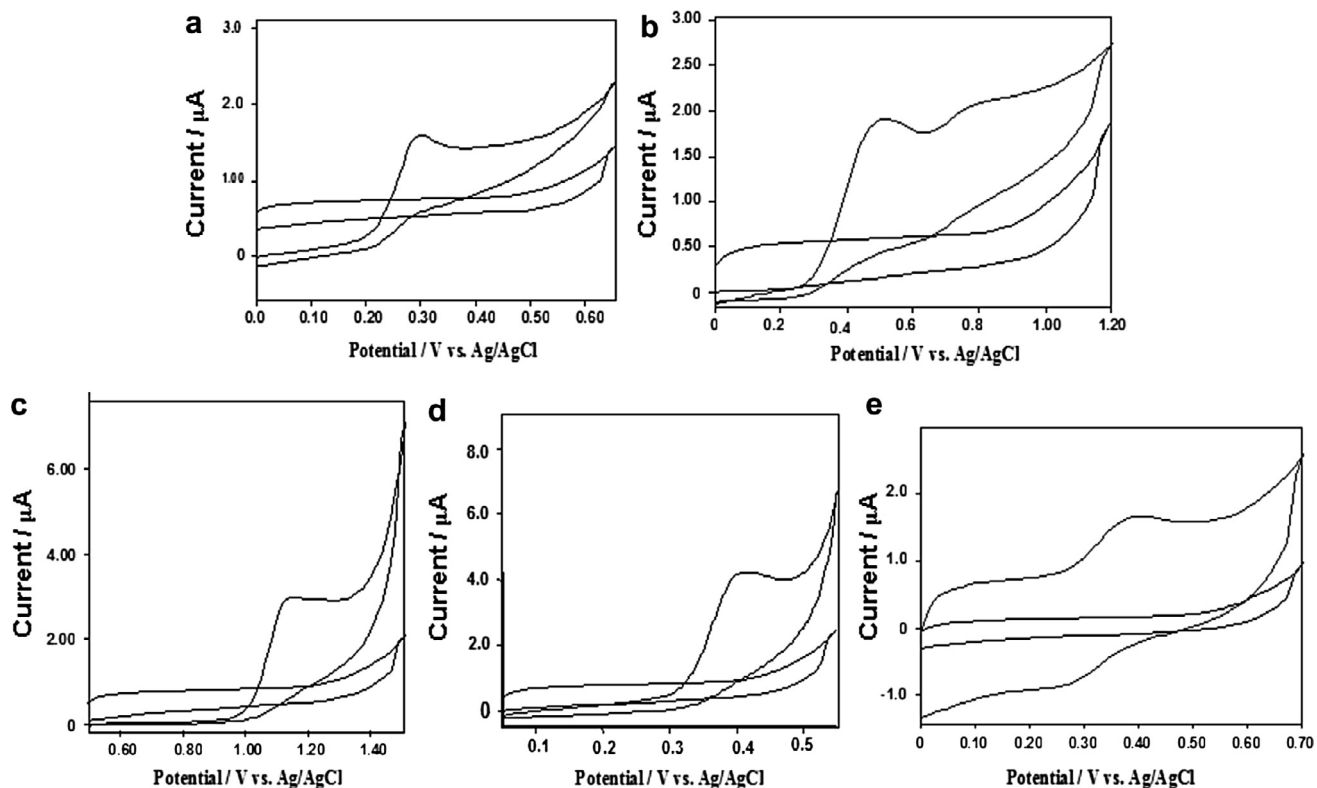 a
3.0
2.0
1.00
0
Current / μA
0.0 0.10 0.20 0.30 0.40 0.50 0.60
Potential / V vs. Ag/AgCl
b
3.00
2.50
2.00
1.50
1.00
0.50
0
Current / μA
0 0.2 0.4 0.6 0.8 1.00 1.20
Potential / V vs. Ag/AgCl
c
6.00
4.00
2.00
0
Current / μA
0.60 0.80 1.00 1.20 1.40
Potential / V vs. Ag/AgCl
d
8.0
6.0
4.0
2.0
0
Current / μA
0.1 0.2 0.3 0.4 0.5
Potential / V vs. Ag/AgCl
e
2.0
1.0
0
-1.0
Current / μA
0 0.10 0.20 0.30 0.40 0.50 0.60 0.70
Potential / V vs. Ag/AgCl